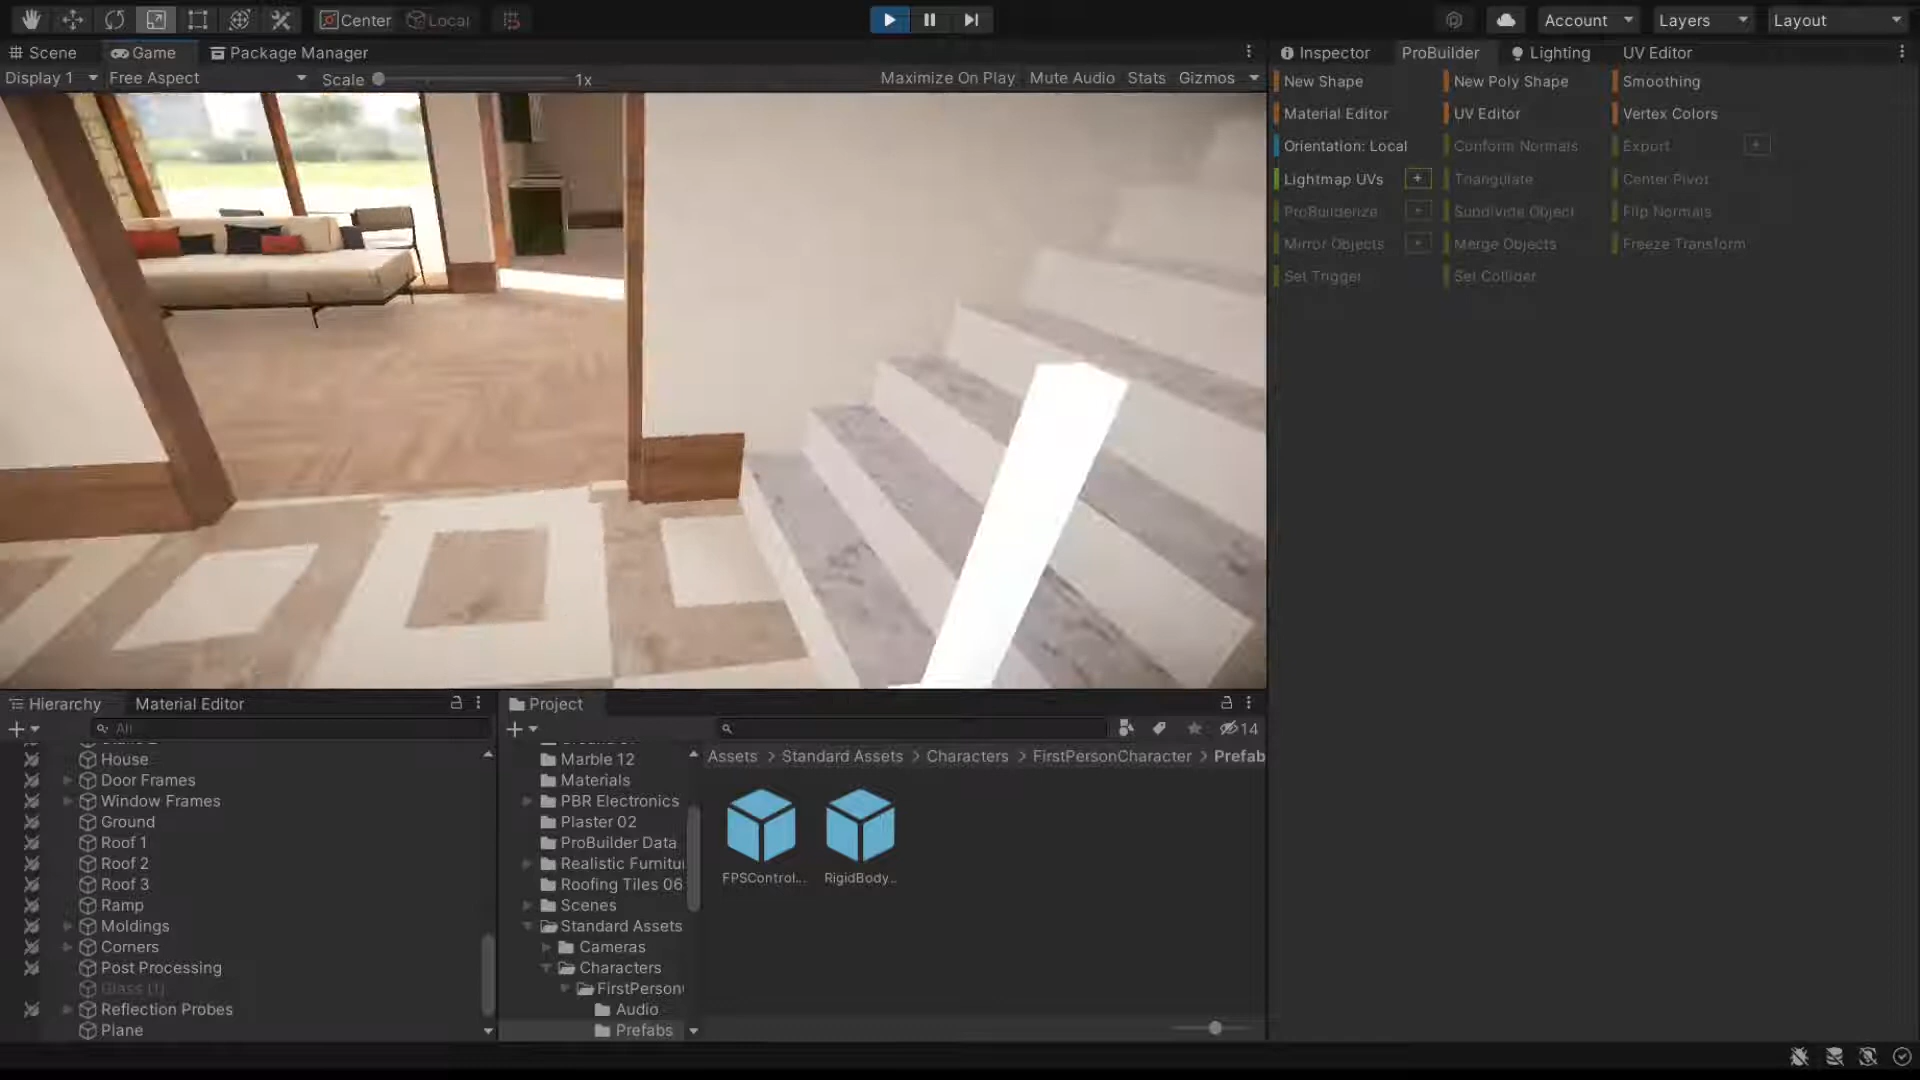 Center Local Account Layers Layout
Scene Game Package Manager Inspector ProBuilder Lighting UV Editor
Display 1 Free Aspect Scale 1x Maximize On Play Mute Audio Stats Gizmos
New Shape New Poly Shape Smoothing
Material Editor UV Editor Vertex Colors
Orientation: Local Conform Normals Export +
Lightmap UVs + Triangulate Center Pivot
ProBuilderize + Subdivide Object Flip Normals
Mirror Objects + Merge Objects Freeze Transform
Set Trigger Set Collider
Hierarchy Material Editor
All
House
Door Frames
Window Frames
Ground
Roof 1
Roof 2
Roof 3
Ramp
Moldings
Corners
Post Processing
Glass (1)
Reflection Probes
Plane
Project
14
Marble 12
Materials
PBR Electronics
Plaster 02
ProBuilder Data
Realistic Furnitu
Roofing Tiles 06
Scenes
Standard Assets
Cameras
Characters
FirstPerson
Audio
Prefabs
Assets > Standard Assets > Characters > FirstPersonCharacter > Prefab
FPSControl... RigidBody...